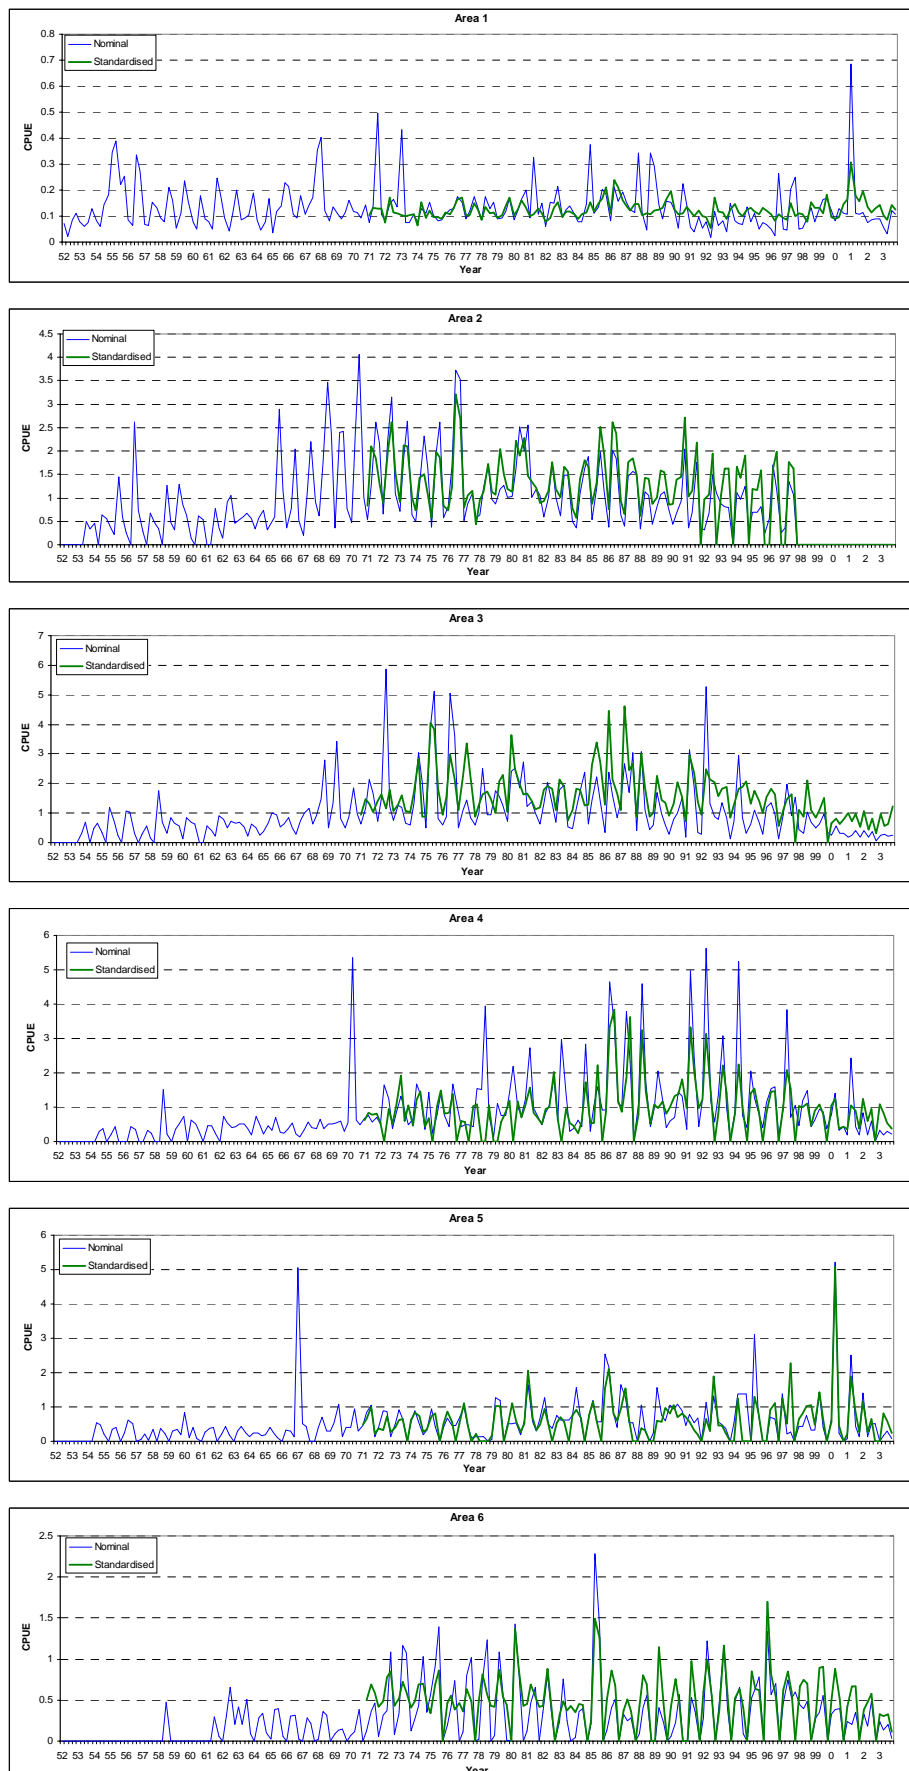 Area 1
0.8
0.7
0.6
0.5
0.4
0.3
0.2
0.1
0
CPUE
Nominal
Standardised
52 53 54 55 56 57 58 59 60 61 62 63 64 65 66 67 68 69 70 71 72 73 74 75 76 77 78 79 80 81 82 83 84 85 86 87 88 89 90 91 92 93 94 95 96 97 98 99 0 1 2 3
Year
Area 2
4.5
4
3.5
3
2.5
2
1.5
1
0.5
0
CPUE
Nominal
Standardised
52 53 54 55 56 57 58 59 60 61 62 63 64 65 66 67 68 69 70 71 72 73 74 75 76 77 78 79 80 81 82 83 84 85 86 87 88 89 90 91 92 93 94 95 96 97 98 99 0 1 2 3
Year
Area 3
7
6
5
4
3
2
1
0
CPUE
Nominal
Standardised
52 53 54 55 56 57 58 59 60 61 62 63 64 65 66 67 68 69 70 71 72 73 74 75 76 77 78 79 80 81 82 83 84 85 86 87 88 89 90 91 92 93 94 95 96 97 98 99 0 1 2 3
Year
Area 4
6
5
4
3
2
1
0
CPUE
Nominal
Standardised
52 53 54 55 56 57 58 59 60 61 62 63 64 65 66 67 68 69 70 71 72 73 74 75 76 77 78 79 80 81 82 83 84 85 86 87 88 89 90 91 92 93 94 95 96 97 98 99 0 1 2 3
Year
Area 5
6
5
4
3
2
1
0
CPUE
Nominal
Standardised
52 53 54 55 56 57 58 59 60 61 62 63 64 65 66 67 68 69 70 71 72 73 74 75 76 77 78 79 80 81 82 83 84 85 86 87 88 89 90 91 92 93 94 95 96 97 98 99 0 1 2 3
Year
Area 6
2.5
2
1.5
1
0.5
0
CPUE
Nominal
Standardised
52 53 54 55 56 57 58 59 60 61 62 63 64 65 66 67 68 69 70 71 72 73 74 75 76 77 78 79 80 81 82 83 84 85 86 87 88 89 90 91 92 93 94 95 96 97 98 99 0 1 2 3
Year